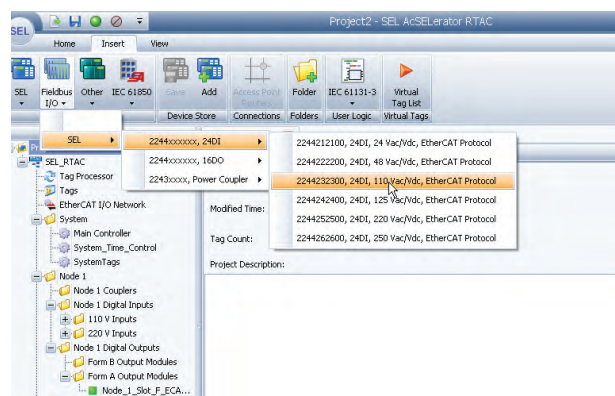 Project2 - SEL AcSELerator RTAC
SEL
Home Insert View
SEL Fieldbus I/O Other IEC 61850 Save Add Access Point Folder IEC 61131-3 Virtual Tag List
Device Store Connections Folders User Logic Virtual Tags
SEL
2244xxxxxx, 24DI
2244xxxxxx, 16DO
2243xxxx, Power Coupler
2244212100, 24DI, 24 Vac/Vdc, EtherCAT Protocol
2244222200, 24DI, 48 Vac/Vdc, EtherCAT Protocol
2244232300, 24DI, 110 Vac/Vdc, EtherCAT Protocol
2244242400, 24DI, 125 Vac/Vdc, EtherCAT Protocol
2244252500, 24DI, 220 Vac/Vdc, EtherCAT Protocol
2244262600, 24DI, 250 Vac/Vdc, EtherCAT Protocol
Pr
SEL_RTAC
Tag Processor
Tags
EtherCAT I/O Network
System
Main Controller
System_Time_Control
SystemTags
Node 1
Node 1 Couplers
Node 1 Digital Inputs
110 V Inputs
220 V Inputs
Node 1 Digital Outputs
Form B Output Modules
Form A Output Modules
Node_1_Slot_F_ECA...
Modified Time:
Tag Count:
Project Description: